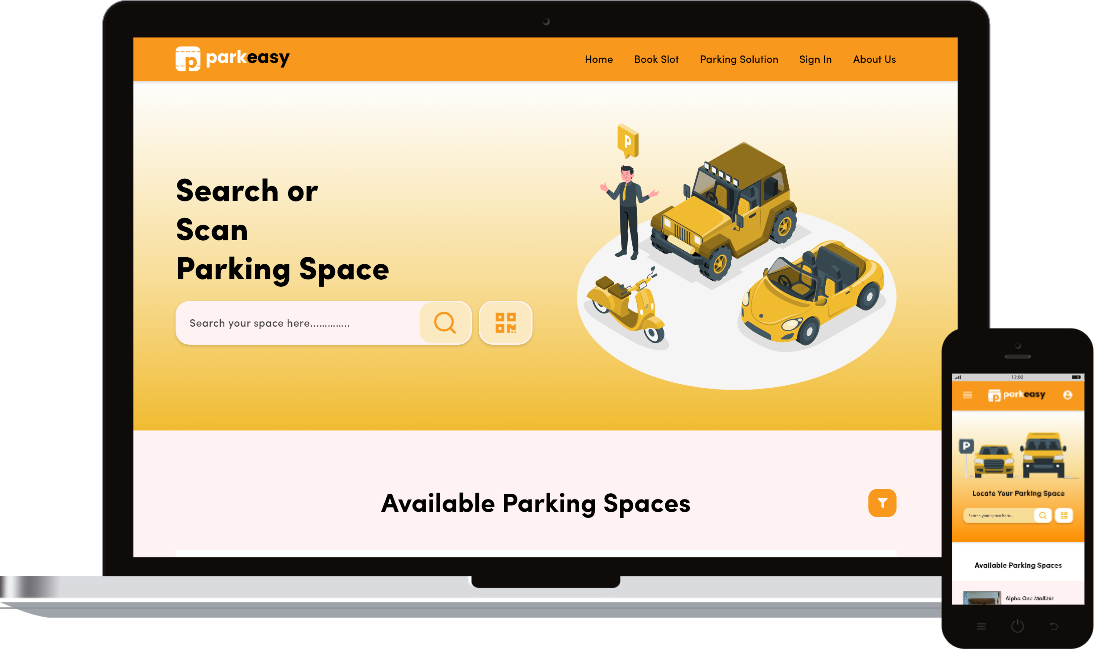 parkeasy
Home Book Slot Parking Solution Sign In About Us
P
Search or
Scan
Parking Space
Search your space here..............
Available Parking Spaces
12:00
parkeasy
P
Locate Your Parking Space
Search your space here...
Available Parking Spaces
Alpha One Mall